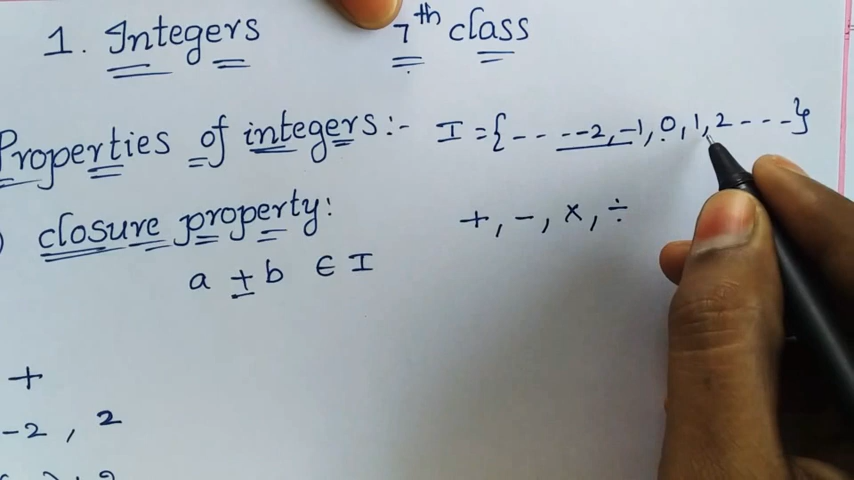 1. Integers 7th class
Properties of integers:- I = {- - - -2, -1, 0, 1, 2 - - -}
) closure property: +, -, ×, ÷
a + b ∈ I
+
-2, 2